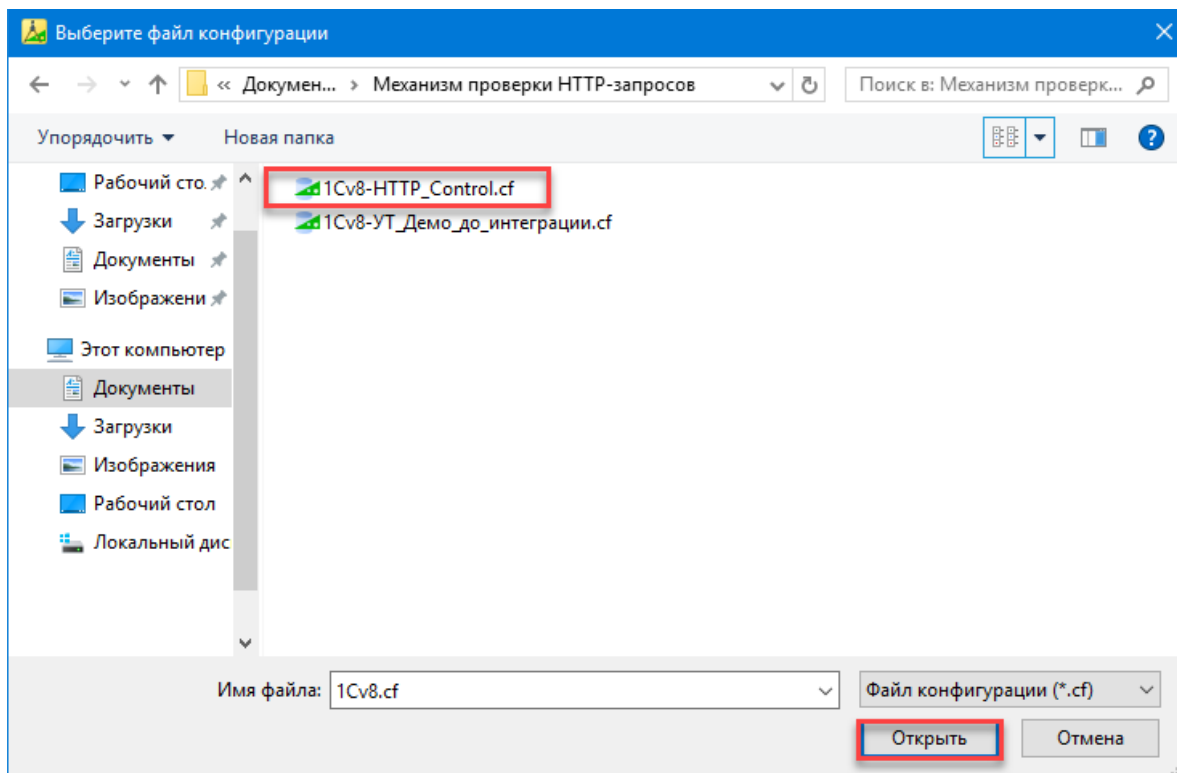 Выберите файл конфигурации
« Докумен... › Механизм проверки HTTP-запросов
Поиск в: Механизм проверк...
Упорядочить
Новая папка
Рабочий сто.
Загрузки
Документы
Изображени
Этот компьютер
Документы
Загрузки
Изображения
Рабочий стол
Локальный дис
1Cv8-HTTP_Control.cf
1Cv8-УТ_Демо_до_интеграции.cf
Имя файла: 1Cv8.cf
Файл конфигурации (*.cf)
Открыть
Отмена